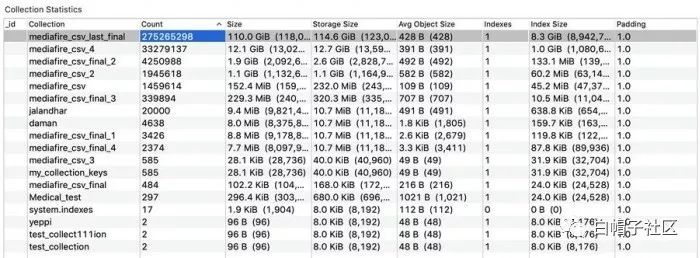 Collection Statistics
_id Collection Count Size Storage Size Avg Object Size Indexes Index Size Padding
mediafire_csv_last_final 275265298 110.0 GiB (118,0... 114.6 GiB (123,0... 428 B (428) 1 8.3 GiB (8,942,7... 1.0
mediafire_csv_4 33279137 12.1 GiB (13,02... 12.7 GiB (13,59... 391 B (391) 1 1.0 GiB (1,080,6... 1.0
mediafire_csv_final_2 4250988 1.9 GiB (2,092,6... 2.6 GiB (2,828,7... 492 B (492) 1 133.1 MiB (139,... 1.0
mediafire_csv_2 1945618 1.1 GiB (1,132,6... 1.1 GiB (1,164,9... 582 B (582) 1 60.2 MiB (63,14... 1.0
mediafire_csv 1459614 152.4 MiB (159,... 232.0 MiB (243,... 109 B (109) 1 45.2 MiB (47,37... 1.0
mediafire_csv_final_3 339894 229.3 MiB (240,... 320.3 MiB (335,... 707 B (707) 1 10.5 MiB (11,04... 1.0
jalandhar 20000 9.4 MiB (9,821,4... 10.7 MiB (11,18... 491 B (491) 1 638.8 KiB (654,... 1.0
daman 4638 8.0 MiB (8,375,8... 10.7 MiB (11,18... 1.8 KiB (1,805) 1 159.7 KiB (163,... 1.0
mediafire_csv_final_1 3426 8.8 MiB (9,178,8... 10.7 MiB (11,18... 2.6 KiB (2,679) 1 119.8 KiB (122,... 1.0
mediafire_csv_final_4 2374 7.7 MiB (8,097,5... 10.7 MiB (11,18... 3.3 KiB (3,411) 1 87.8 KiB (89,936) 1.0
mediafire_csv_3 585 28.1 KiB (28,736) 40.0 KiB (40,960) 49 B (49) 1 31.9 KiB (32,704) 1.0
my_collection_keys 585 28.1 KiB (28,736) 40.0 KiB (40,960) 49 B (49) 1 31.9 KiB (32,704) 1.0
mediafire_csv_final 484 102.2 KiB (104,... 168.0 KiB (172,... 216 B (216) 1 24.0 KiB (24,528) 1.0
Medical_test 297 296.4 KiB (303,... 680.0 KiB (696,... 1021 B (1,021) 1 24.0 KiB (24,528) 1.0
system.indexes 17 1.9 KiB (1,904) 8.0 KiB (8,192) 112 B (112) 0 0 B (0) 1.0
yeppi 2 96 B (96) 8.0 KiB (8,192) 48 B (48) 1 8.0 KiB (8,176) 1.0
test_collect111ion 2 96 B (96) 8.0 KiB (8,192) 48 B (48) 1 8.0 KiB (8,176) 1.0
test_collection 2 96 B (96) 8.0 KiB (8,192) 48 B (48) 1 8.0 KiB (8,176) 1.0
白帽子社区